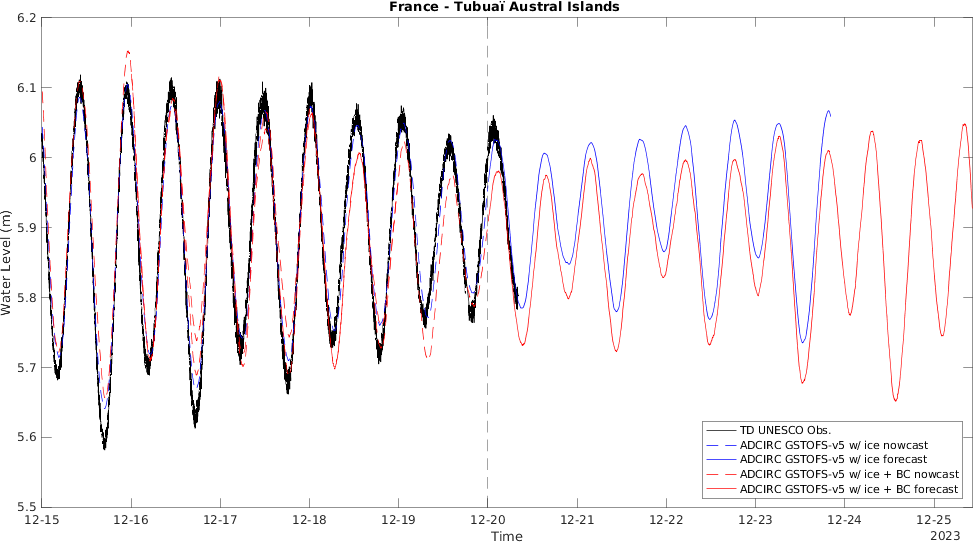 France - Tubuaï Austral Islands
6.2
6.1
6
5.9
5.8
5.7
5.6
5.5
Water Level (m)
TD UNESCO Obs.
ADCIRC GSTOFS-v5 w/ ice nowcast
ADCIRC GSTOFS-v5 w/ ice forecast
ADCIRC GSTOFS-v5 w/ ice + BC nowcast
ADCIRC GSTOFS-v5 w/ ice + BC forecast
12-15 12-16 12-17 12-18 12-19 12-20 12-21 12-22 12-23 12-24 12-25
Time 2023